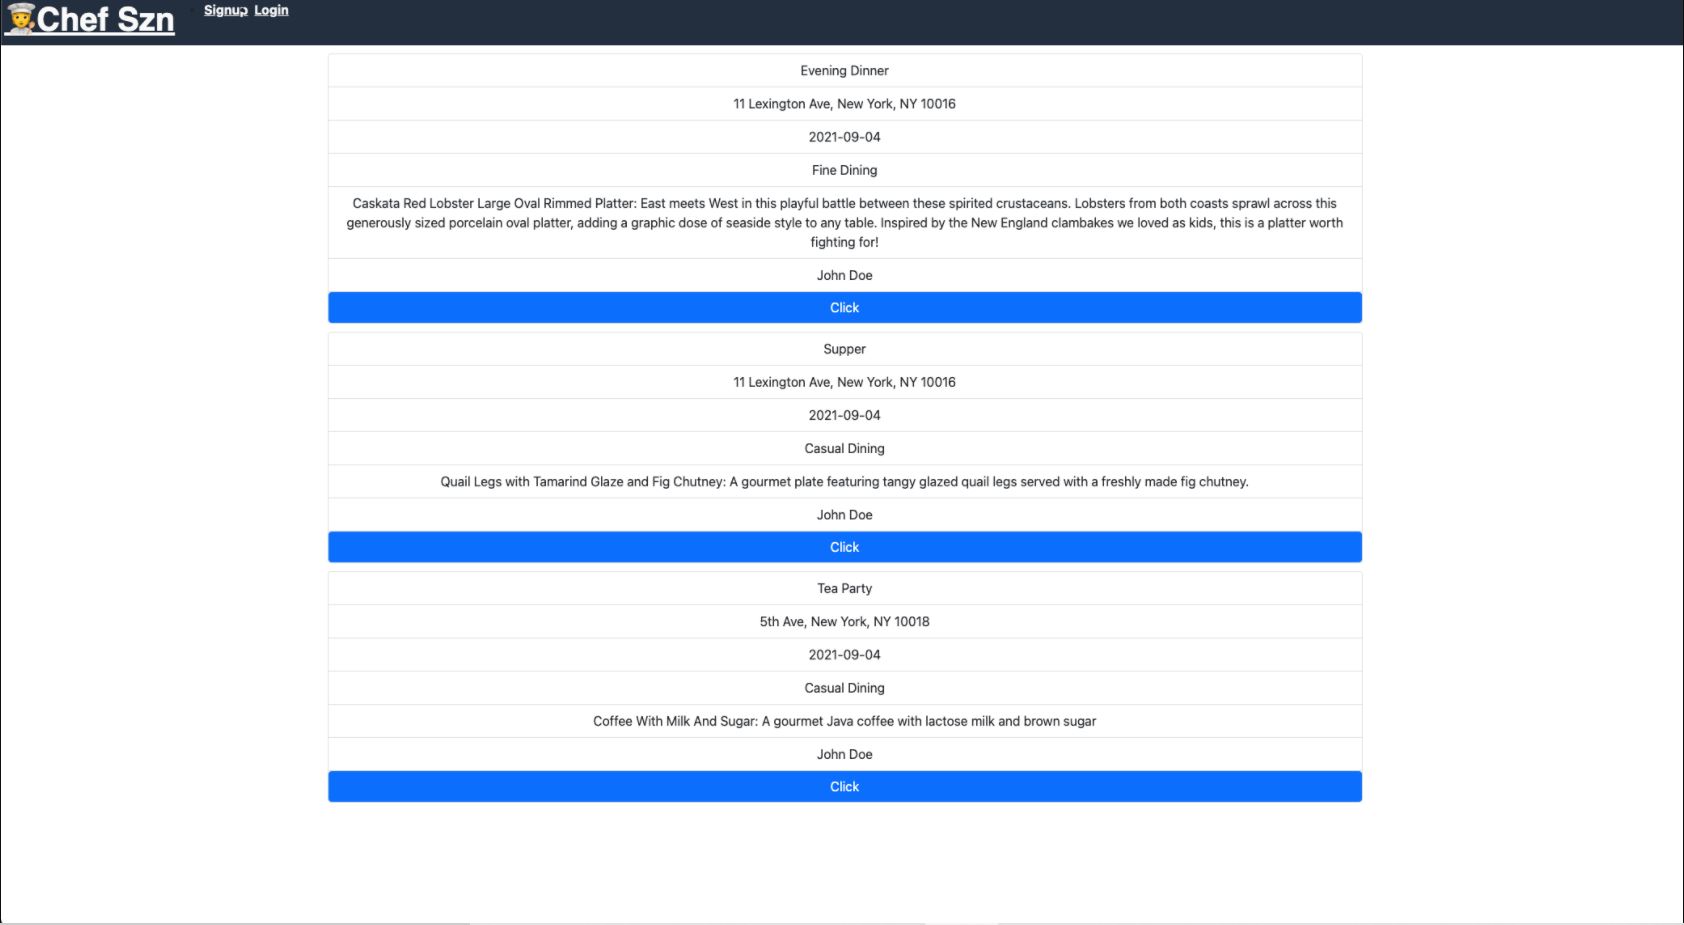 Chef Szn
Signup Login
Evening Dinner
11 Lexington Ave, New York, NY 10016
2021-09-04
Fine Dining
Caskata Red Lobster Large Oval Rimmed Platter: East meets West in this playful battle between these spirited crustaceans. Lobsters from both coasts sprawl across this
generously sized porcelain oval platter, adding a graphic dose of seaside style to any table. Inspired by the New England clambakes we loved as kids, this is a platter worth
fighting for!
John Doe
Click
Supper
11 Lexington Ave, New York, NY 10016
2021-09-04
Casual Dining
Quail Legs with Tamarind Glaze and Fig Chutney: A gourmet plate featuring tangy glazed quail legs served with a freshly made fig chutney.
John Doe
Click
Tea Party
5th Ave, New York, NY 10018
2021-09-04
Casual Dining
Coffee With Milk And Sugar: A gourmet Java coffee with lactose milk and brown sugar
John Doe
Click